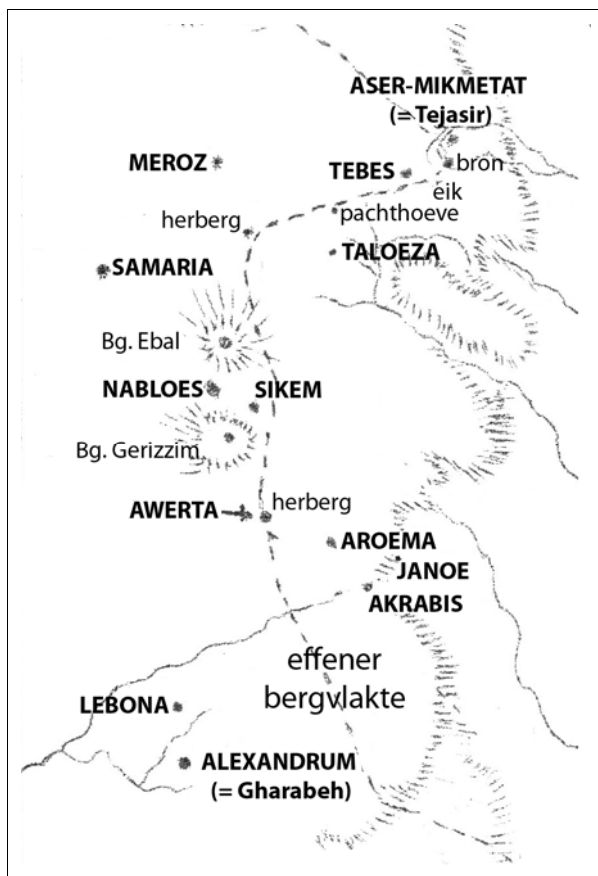 ASER-MIKMETAT
(= Tejasir)
MEROZ
TEBES
bron
eik
pachthoeve
herberg
TALOEZA
SAMARIA
Bg. Ebal
NABLOES
SIKEM
Bg. Gerizzim
AWERTA
herberg
AROEMA
JANOE
AKRABIS
effener
bergvlakte
LEBONA
ALEXANDRUM
(= Gharabeh)